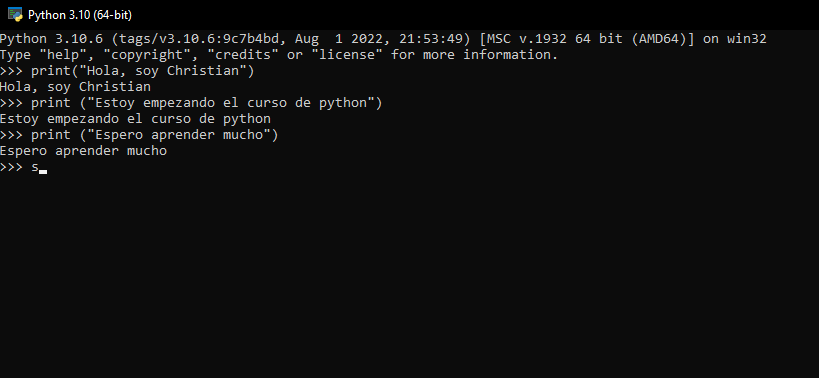 Python 3.10 (64-bit)
Python 3.10.6 (tags/v3.10.6:9c7b4bd, Aug  1 2022, 21:53:49) [MSC v.1932 64 bit (AMD64)] on win32
Type "help", "copyright", "credits" or "license" for more information.
>>> print("Hola, soy Christian")
Hola, soy Christian
>>> print ("Estoy empezando el curso de python")
Estoy empezando el curso de python
>>> print ("Espero aprender mucho")
Espero aprender mucho
>>> s